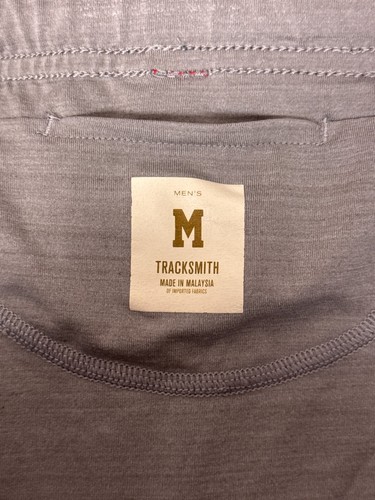 MEN'S
M
TRACKSMITH
MADE IN MALAYSIA
OF IMPORTED FABRICS